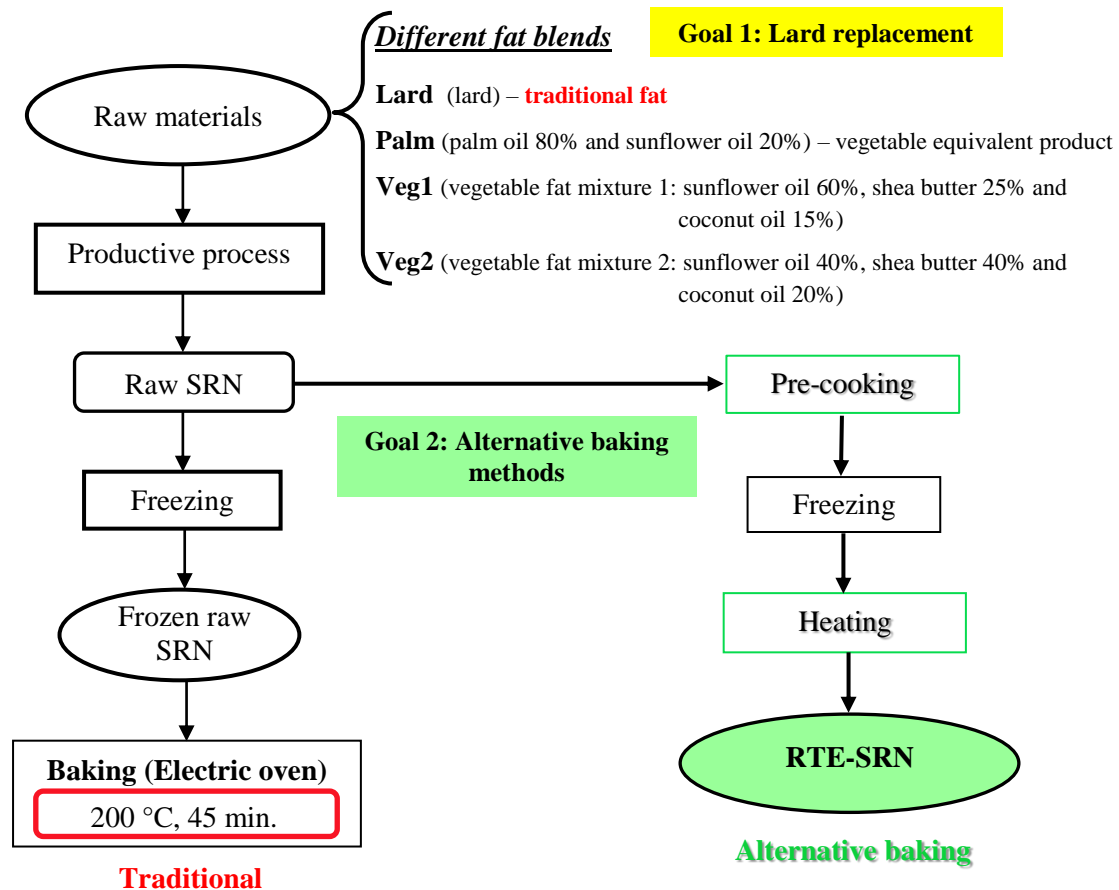 Different fat blends
Goal 1: Lard replacement
Raw materials
Lard (lard) – traditional fat
Palm (palm oil 80% and sunflower oil 20%) – vegetable equivalent product
Veg1 (vegetable fat mixture 1: sunflower oil 60%, shea butter 25% and
coconut oil 15%)
Veg2 (vegetable fat mixture 2: sunflower oil 40%, shea butter 40% and
coconut oil 20%)
Productive process
Raw SRN
Pre-cooking
Goal 2: Alternative baking
methods
Freezing
Freezing
Frozen raw
SRN
Heating
Baking (Electric oven)
200 °C, 45 min.
RTE-SRN
Traditional
Alternative baking